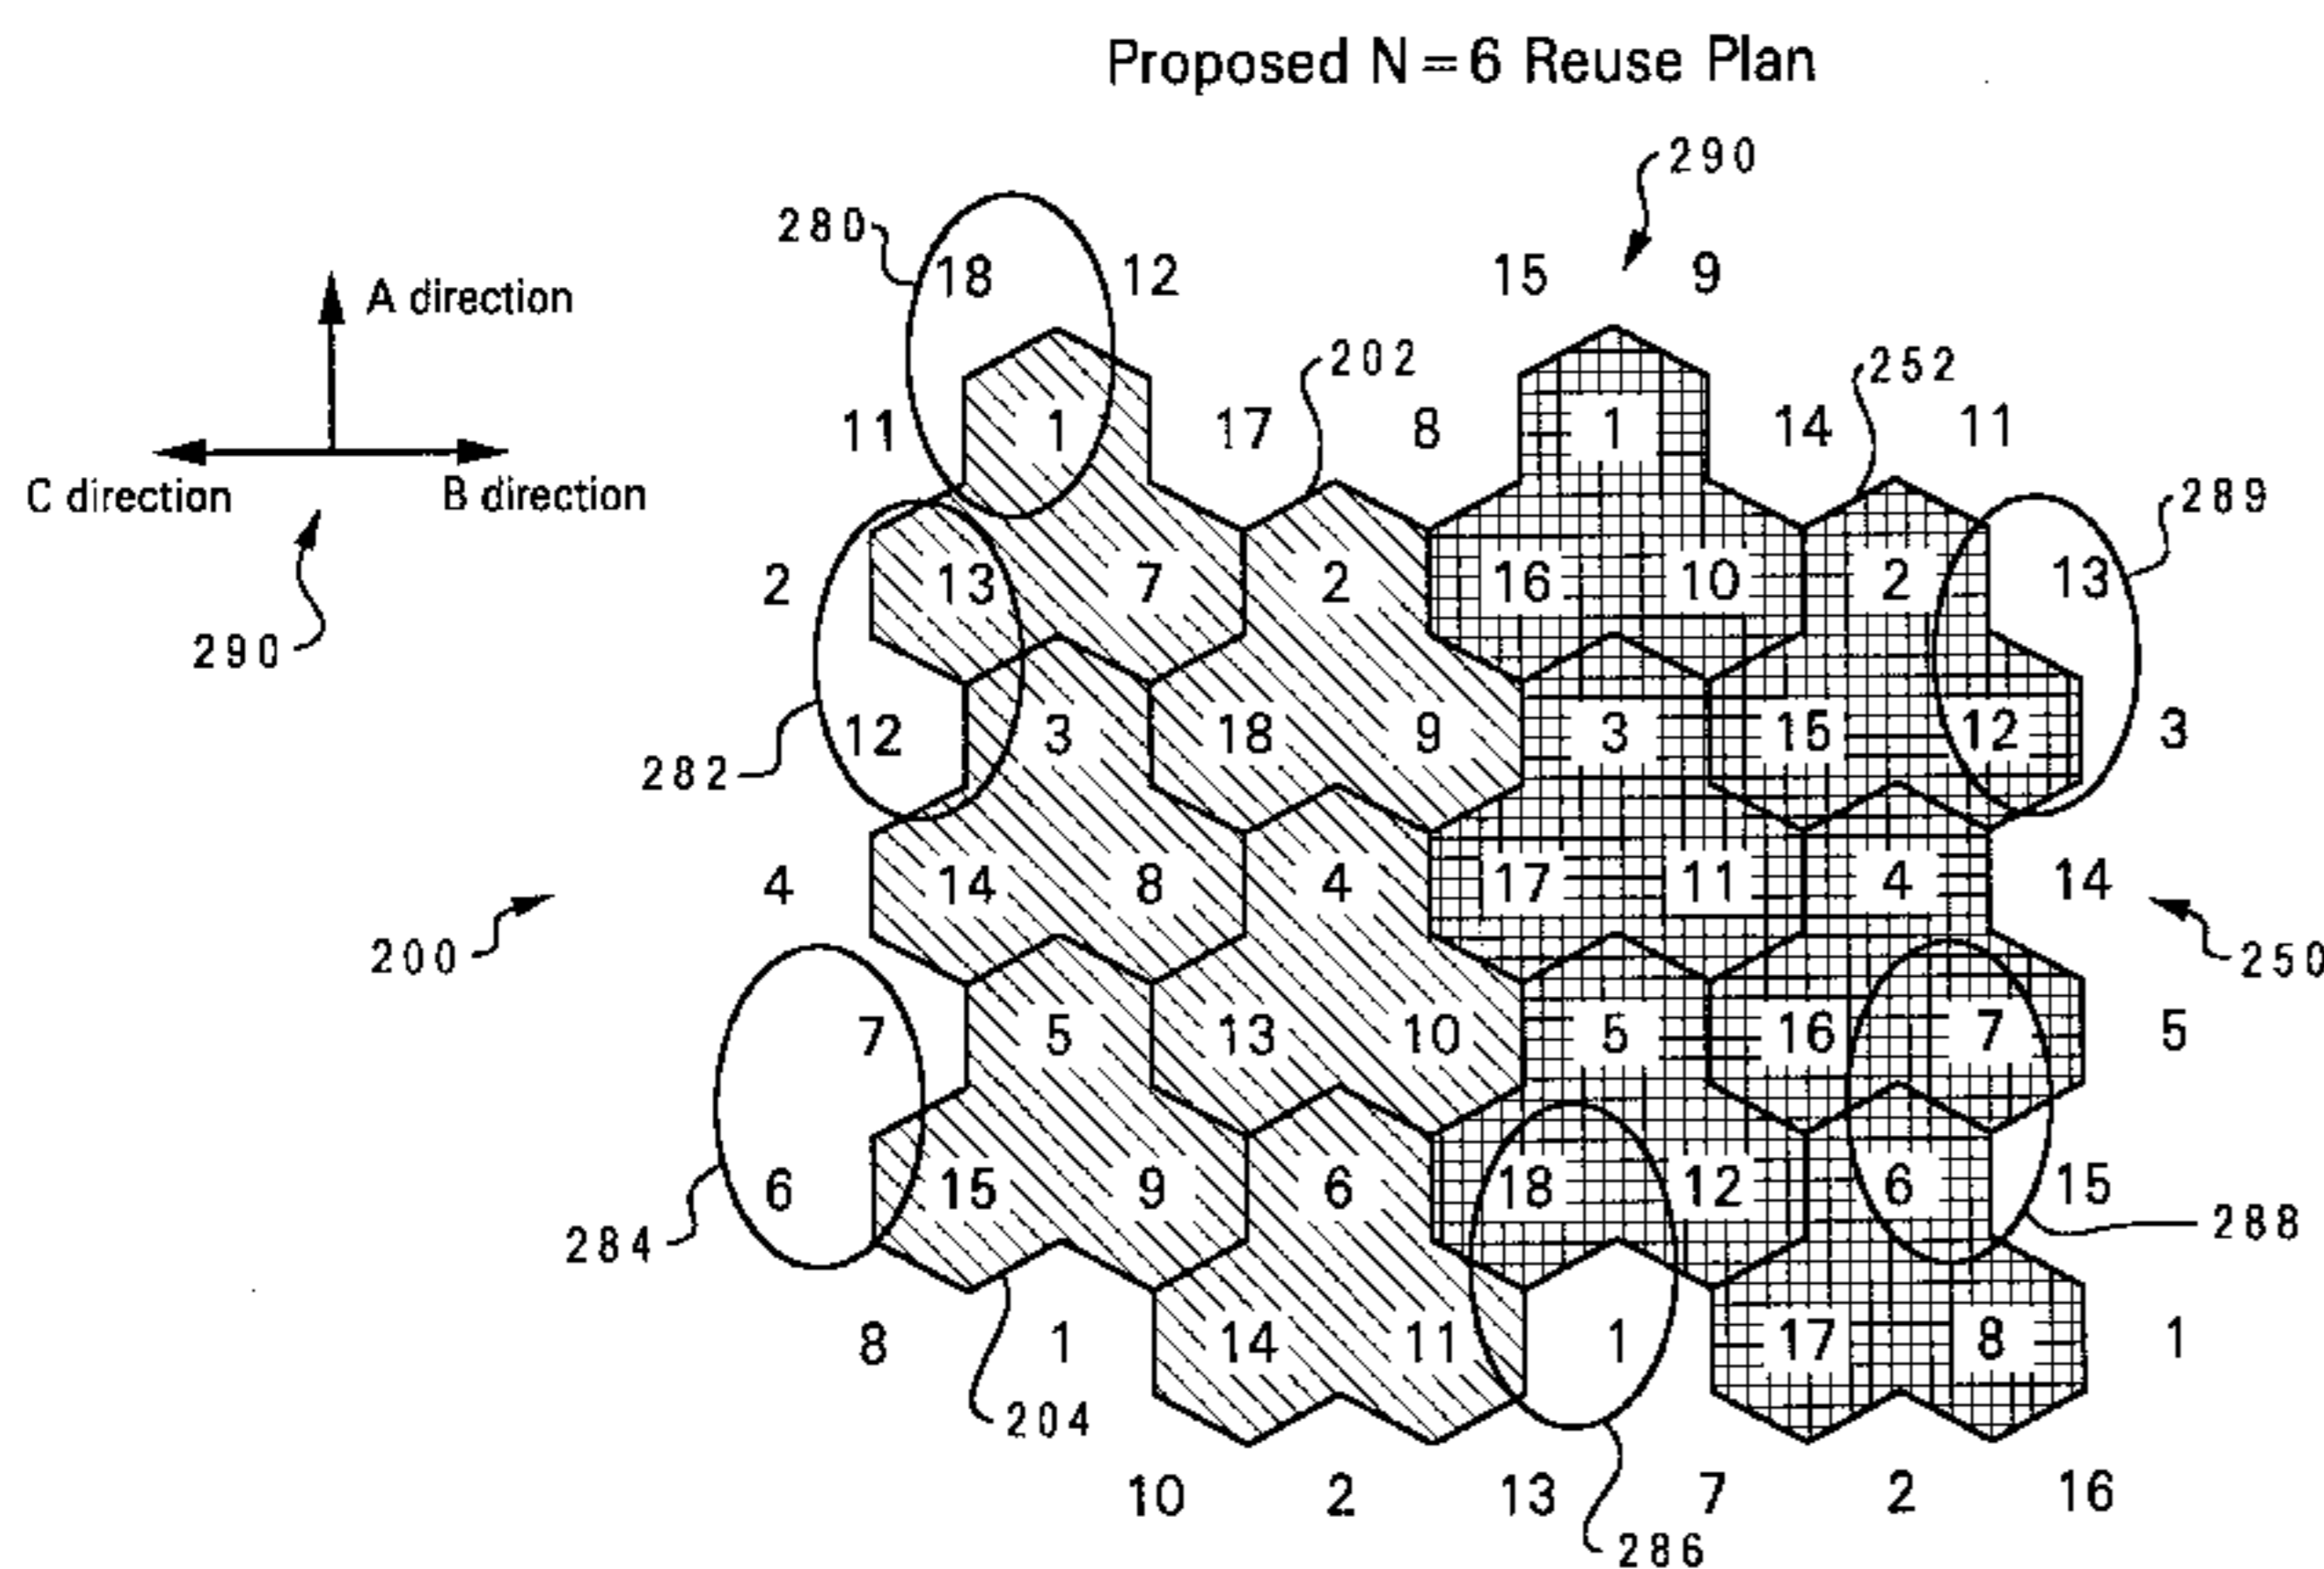 Proposed N = 6 Reuse Plan
290
280 18 12 15 9
A direction
202 252
11 1 17 8 1 14 11
C direction B direction
289
2 13 7 2 16 10 2 13
290
12 3 18 9 3 15 12 3
282
4 14 8 4 17 11 4 14
200 250
7 5 13 10 5 16 7 5
6 15 9 6 18 12 6 15
284 288
8 1 14 11 1 17 8 1
204
10 2 13 7 2 16
286